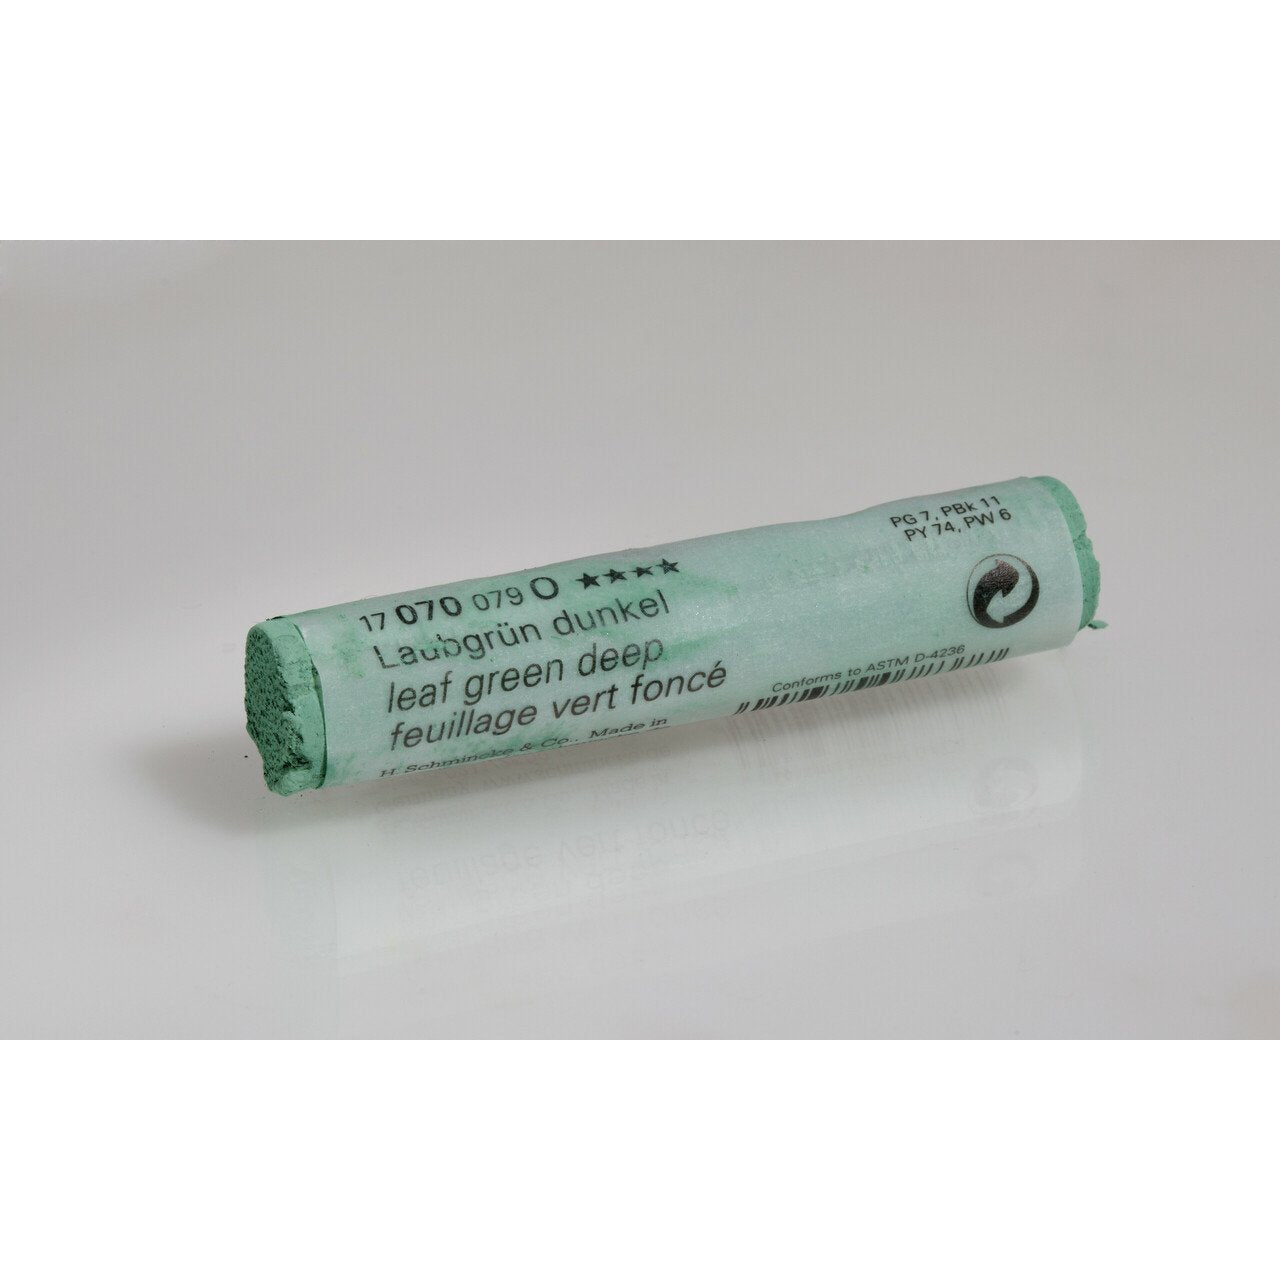 17 070 079 O ★★★★
Laubgrün dunkel
leaf green deep
feuillage vert foncé
H. Schmincke & Co., Made in
PG 7, PBk 11
PY 74, PW 6
Conforms to ASTM D-4236